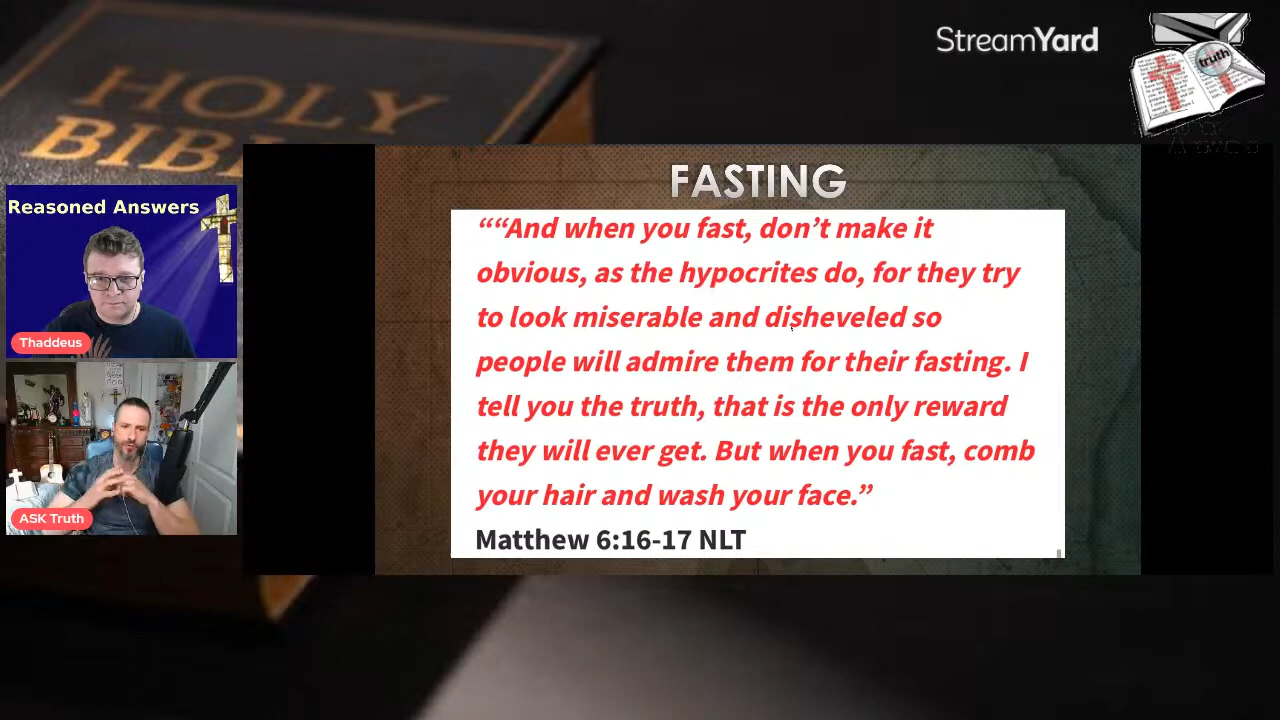 StreamYard
truth
HOLY
BIBL
Reasoned Answers
Thaddeus
ASK Truth
FASTING
““And when you fast, don’t make it
obvious, as the hypocrites do, for they try
to look miserable and disheveled so
people will admire them for their fasting. I
tell you the truth, that is the only reward
they will ever get. But when you fast, comb
your hair and wash your face.”
Matthew 6:16-17 NLT